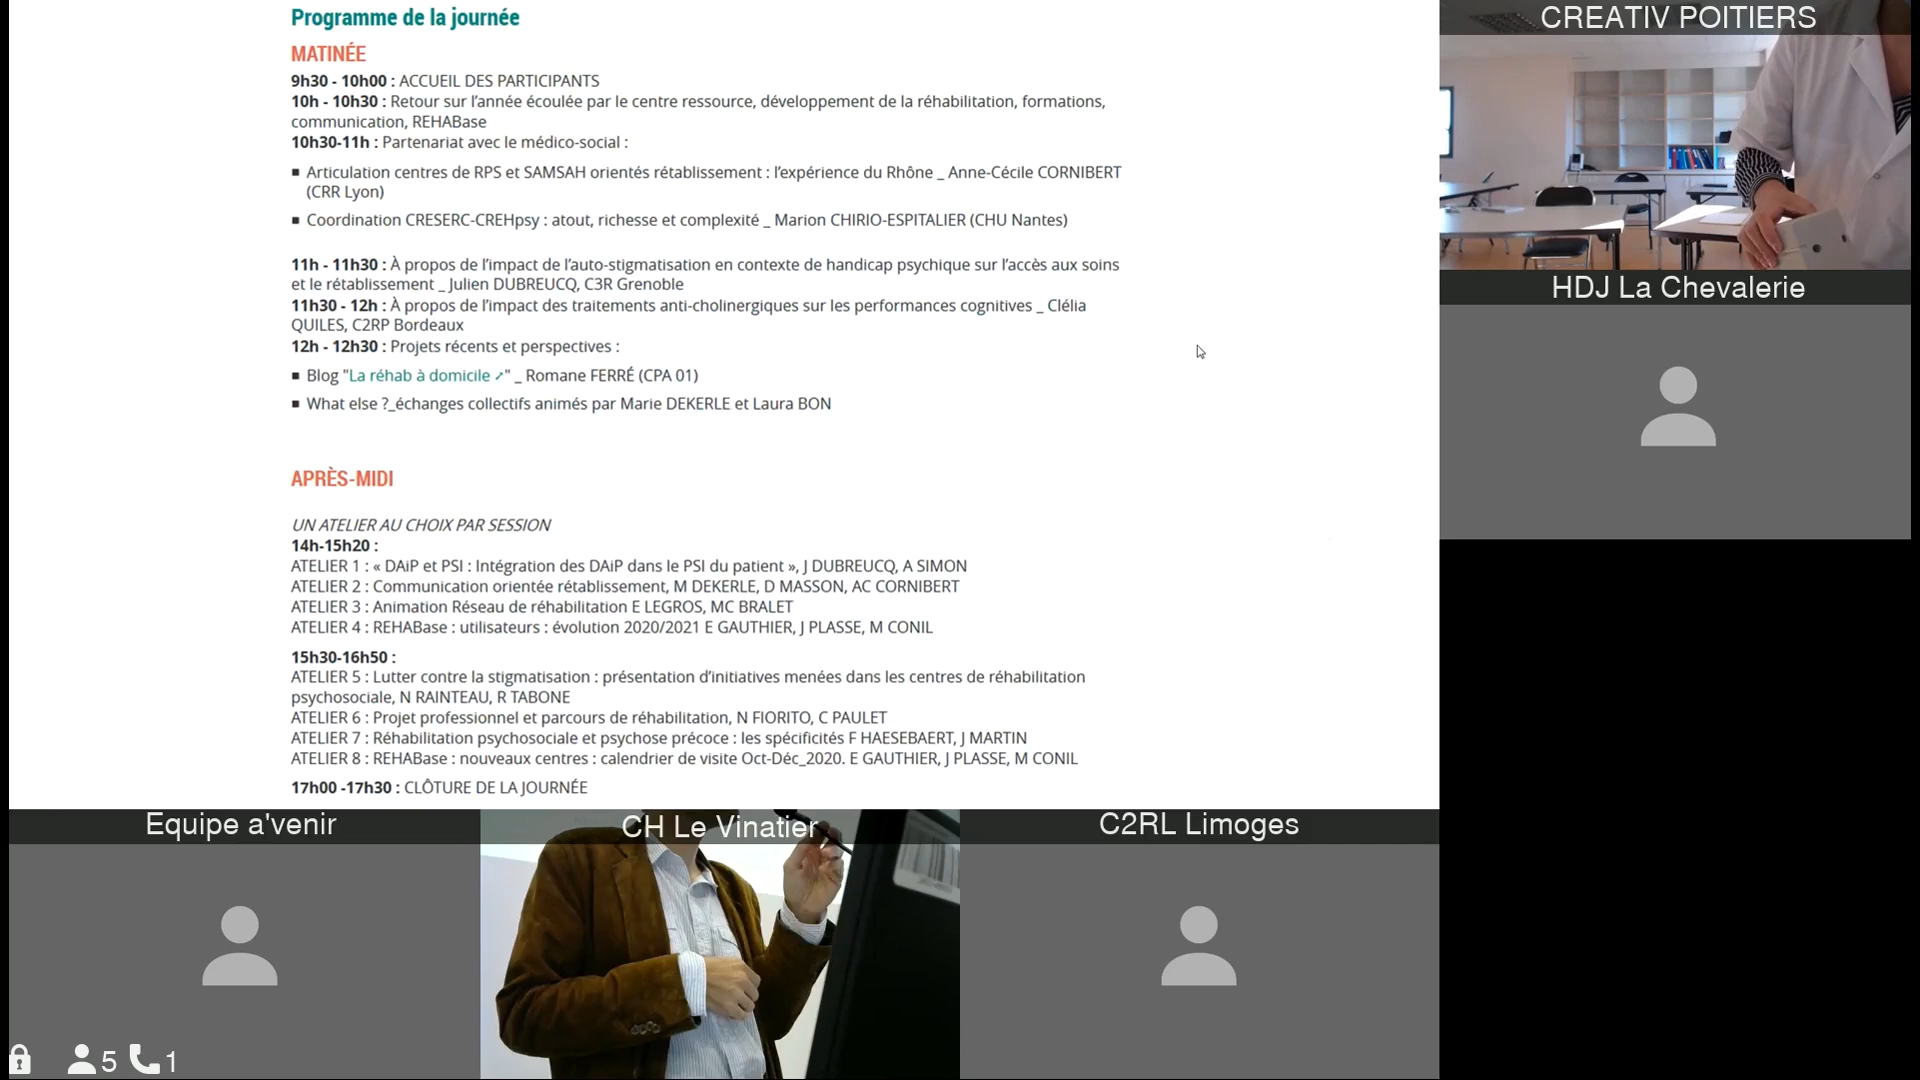 Programme de la journée
MATINÉE
9h30 - 10h00 : ACCUEIL DES PARTICIPANTS
10h - 10h30 : Retour sur l’année écoulée par le centre ressource, développement de la réhabilitation, formations,
communication, REHABase
10h30-11h : Partenariat avec le médico-social :
▪ Articulation centres de RPS et SAMSAH orientés rétablissement : l’expérience du Rhône _ Anne-Cécile CORNIBERT
(CRR Lyon)
▪ Coordination CRESERC-CREHpsy : atout, richesse et complexité _ Marion CHIRIO-ESPITALIER (CHU Nantes)
11h - 11h30 : À propos de l’impact de l’auto-stigmatisation en contexte de handicap psychique sur l’accès aux soins
et le rétablissement _ Julien DUBREUCQ, C3R Grenoble
11h30 - 12h : À propos de l’impact des traitements anti-cholinergiques sur les performances cognitives _ Clélia
QUILES, C2RP Bordeaux
12h - 12h30 : Projets récents et perspectives :
▪ Blog "La réhab à domicile" _ Romane FERRÉ (CPA 01)
▪ What else ?_échanges collectifs animés par Marie DEKERLE et Laura BON
APRÈS-MIDI
UN ATELIER AU CHOIX PAR SESSION
14h-15h20 :
ATELIER 1 : « DAiP et PSI : Intégration des DAiP dans le PSI du patient », J DUBREUCQ, A SIMON
ATELIER 2 : Communication orientée rétablissement, M DEKERLE, D MASSON, AC CORNIBERT
ATELIER 3 : Animation Réseau de réhabilitation E LEGROS, MC BRALET
ATELIER 4 : REHABase : utilisateurs : évolution 2020/2021 E GAUTHIER, J PLASSE, M CONIL
15h30-16h50 :
ATELIER 5 : Lutter contre la stigmatisation : présentation d’initiatives menées dans les centres de réhabilitation
psychosociale, N RAINTEAU, R TABONE
ATELIER 6 : Projet professionnel et parcours de réhabilitation, N FIORITO, C PAULET
ATELIER 7 : Réhabilitation psychosociale et psychose précoce : les spécificités F HAESEBAERT, J MARTIN
ATELIER 8 : REHABase : nouveaux centres : calendrier de visite Oct-Déc_2020. E GAUTHIER, J PLASSE, M CONIL
17h00 -17h30 : CLÔTURE DE LA JOURNÉE
CREATIV POITIERS
HDJ La Chevalerie
Equipe a'venir
CH Le Vinatier
C2RL Limoges
5 1